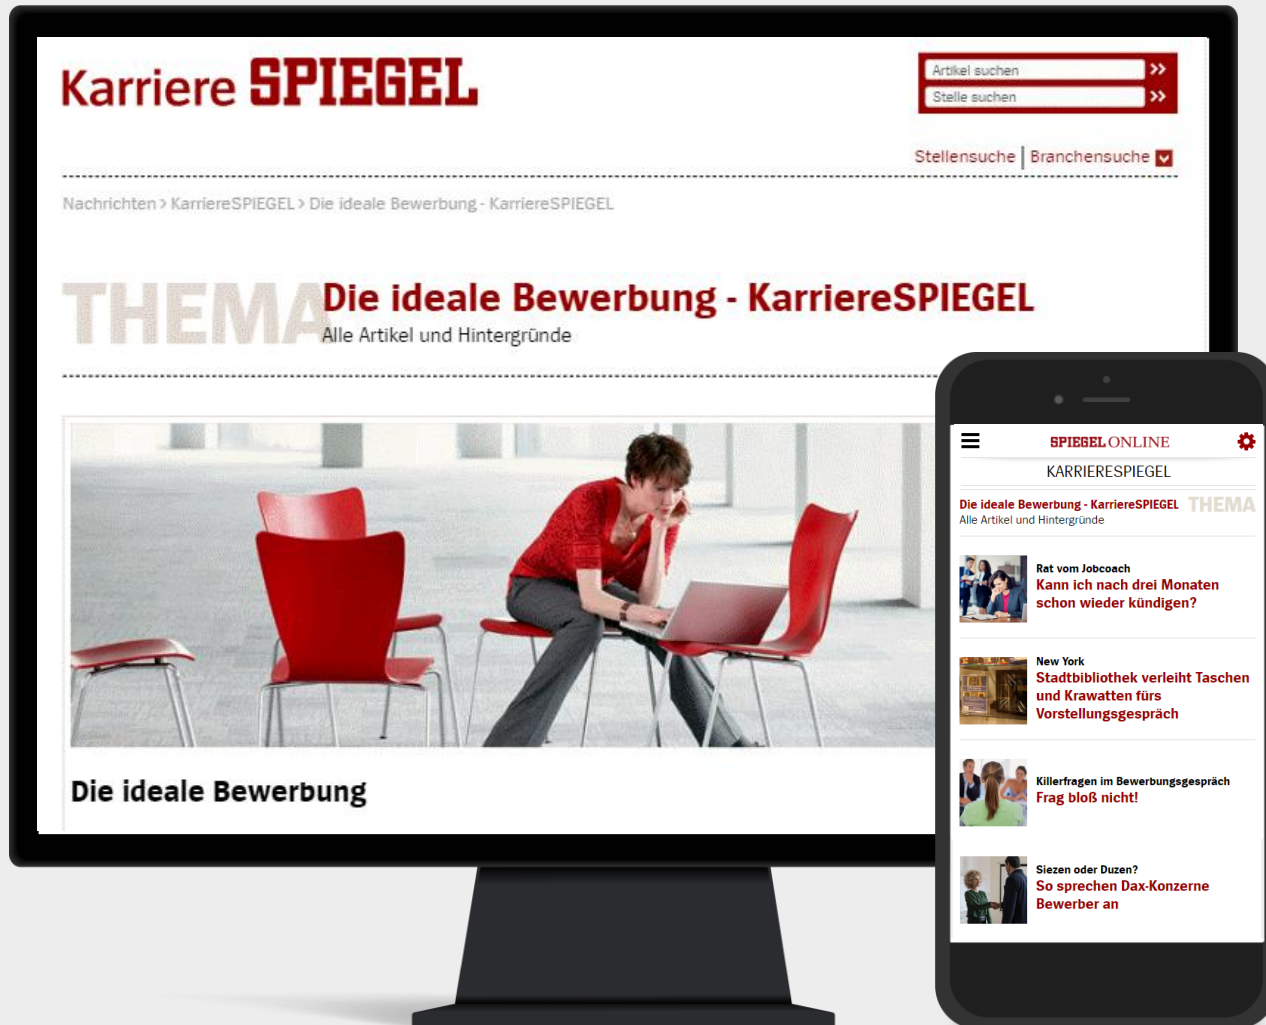 Karriere SPIEGEL
Artikel suchen
Stelle suchen
Stellensuche | Branchensuche
Nachrichten > KarriereSPIEGEL > Die ideale Bewerbung - KarriereSPIEGEL
THEMA
Die ideale Bewerbung - KarriereSPIEGEL
Alle Artikel und Hintergründe
Die ideale Bewerbung
SPIEGEL ONLINE
KARRIERESPIEGEL
Die ideale Bewerbung - KarriereSPIEGEL THEMA
Alle Artikel und Hintergründe
Rat vom Jobcoach
Kann ich nach drei Monaten
schon wieder kündigen?
New York
Stadtbibliothek verleiht Taschen
und Krawatten fürs
Vorstellungsgespräch
Killerfragen im Bewerbungsgespräch
Frag bloß nicht!
Siezen oder Duzen?
So sprechen Dax-Konzerne
Bewerber an